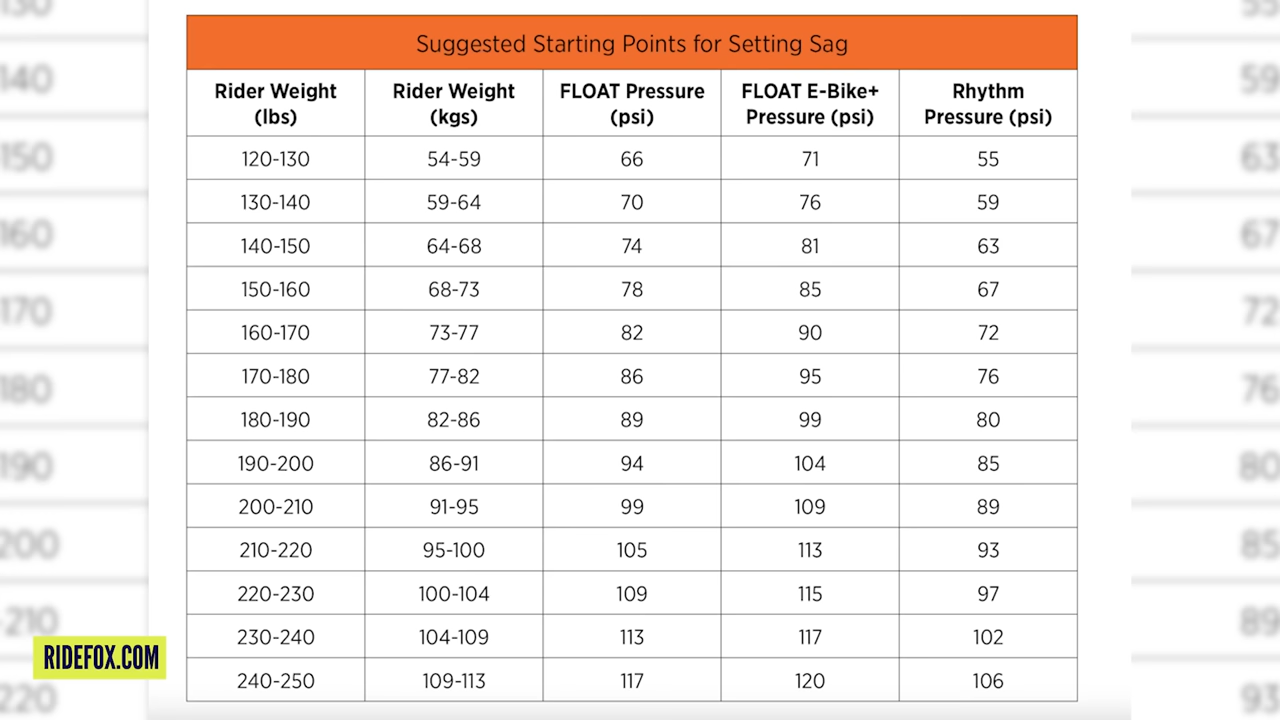 Suggested Starting Points for Setting Sag
Rider Weight (lbs) Rider Weight (kgs) FLOAT Pressure (psi) FLOAT E-Bike+ Pressure (psi) Rhythm Pressure (psi)
120-130 54-59 66 71 55
130-140 59-64 70 76 59
140-150 64-68 74 81 63
150-160 68-73 78 85 67
160-170 73-77 82 90 72
170-180 77-82 86 95 76
180-190 82-86 89 99 80
190-200 86-91 94 104 85
200-210 91-95 99 109 89
210-220 95-100 105 113 93
220-230 100-104 109 115 97
230-240 104-109 113 117 102
240-250 109-113 117 120 106
RIDEFOX.COM